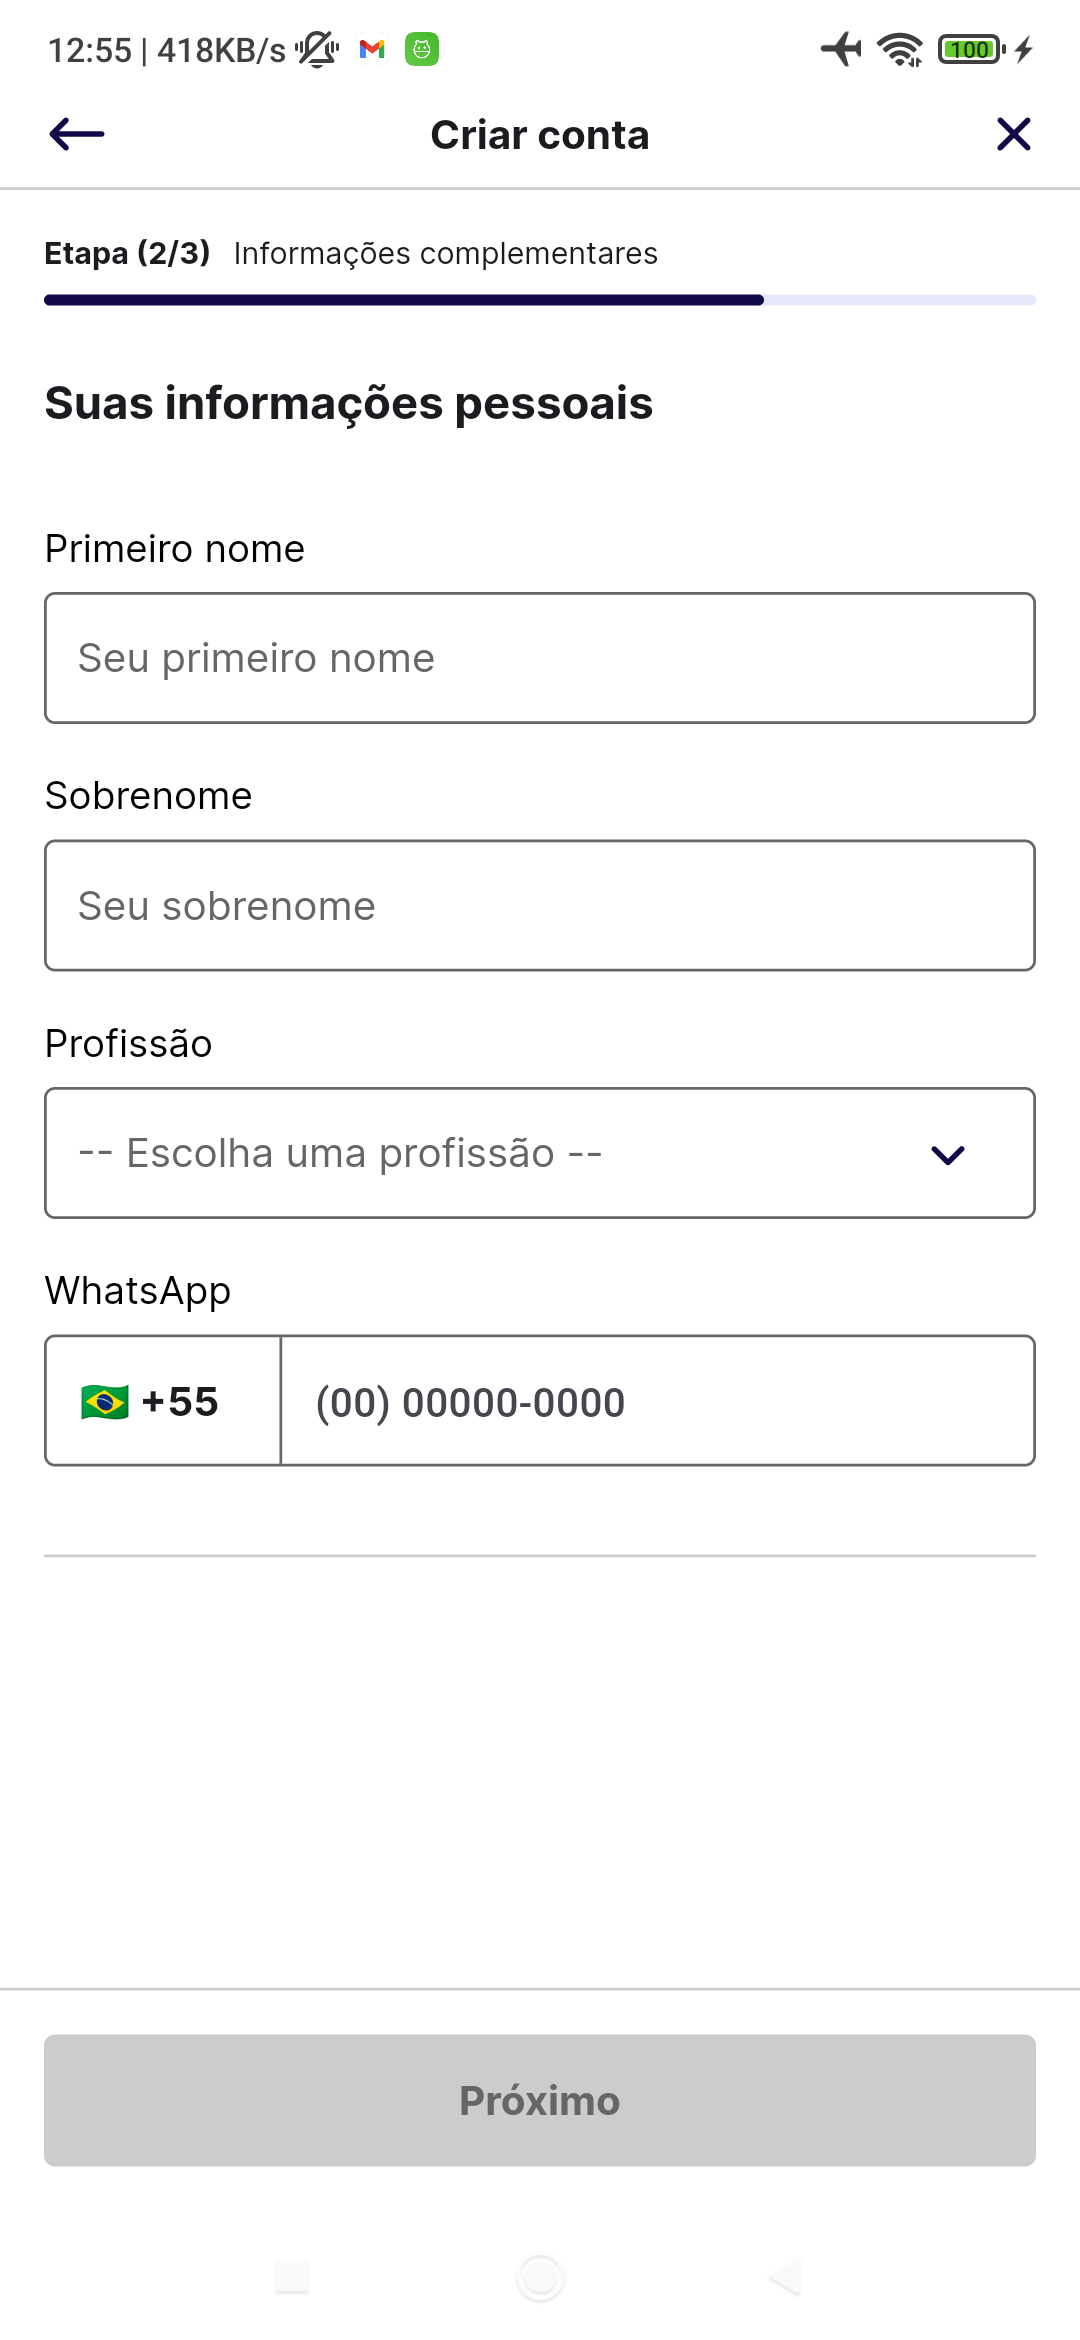 12:55 | 418KB/s
100
Criar conta
Etapa (2/3) Informações complementares
Suas informações pessoais
Primeiro nome
Seu primeiro nome
Sobrenome
Seu sobrenome
Profissão
-- Escolha uma profissão --
WhatsApp
+55 (00) 00000-0000
Próximo